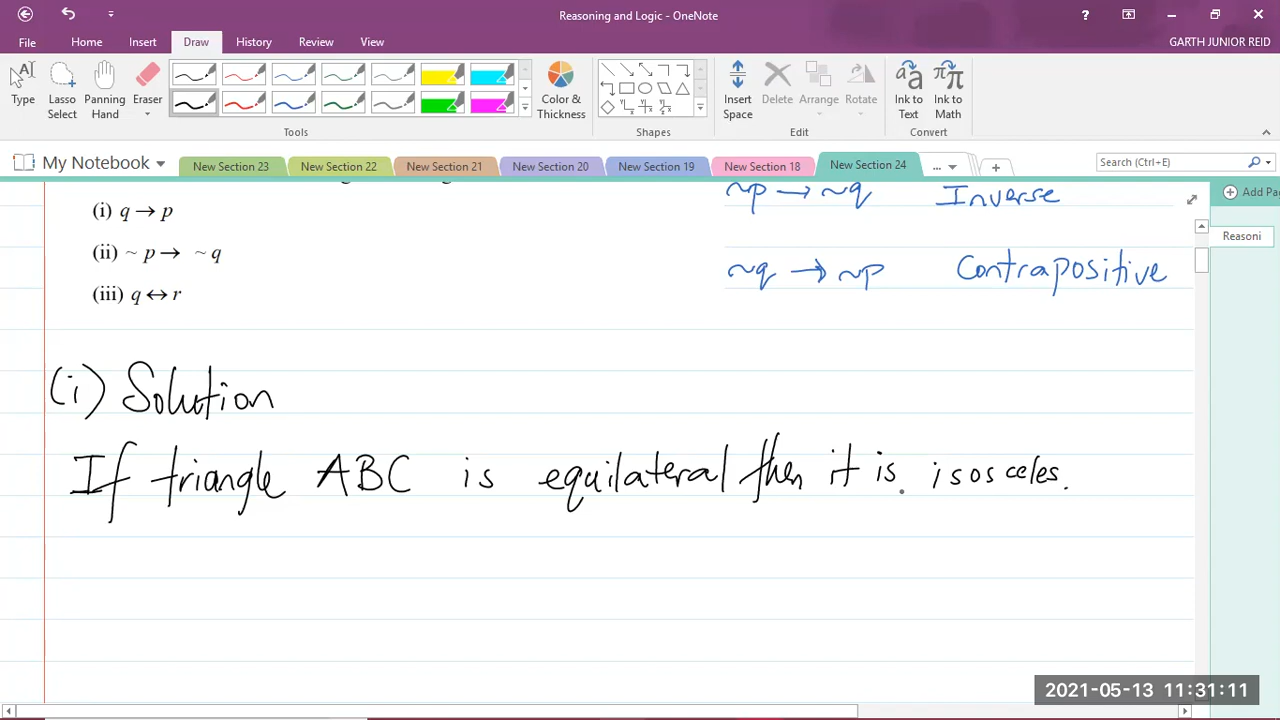 Reasoning and Logic - OneNote
File Home Insert Draw History Review View
GARTH JUNIOR REID
Type
Lasso Select
Panning Hand
Eraser
Color & Thickness
Insert Space
Delete
Arrange
Rotate
Ink to Text
Ink to Math
Tools
Shapes
Edit
Convert
My Notebook
New Section 23
New Section 22
New Section 21
New Section 20
New Section 19
New Section 18
New Section 24
...
Search (Ctrl+E)
Add Pa
Reasoni
~p → ~q Inverse
(i) q → p
(ii) ~ p → ~ q
~q → ~p Contrapositive
(iii) q ↔ r
(i) Solution
If triangle ABC is equilateral then it is isosceles.
2021-05-13 11:31:11